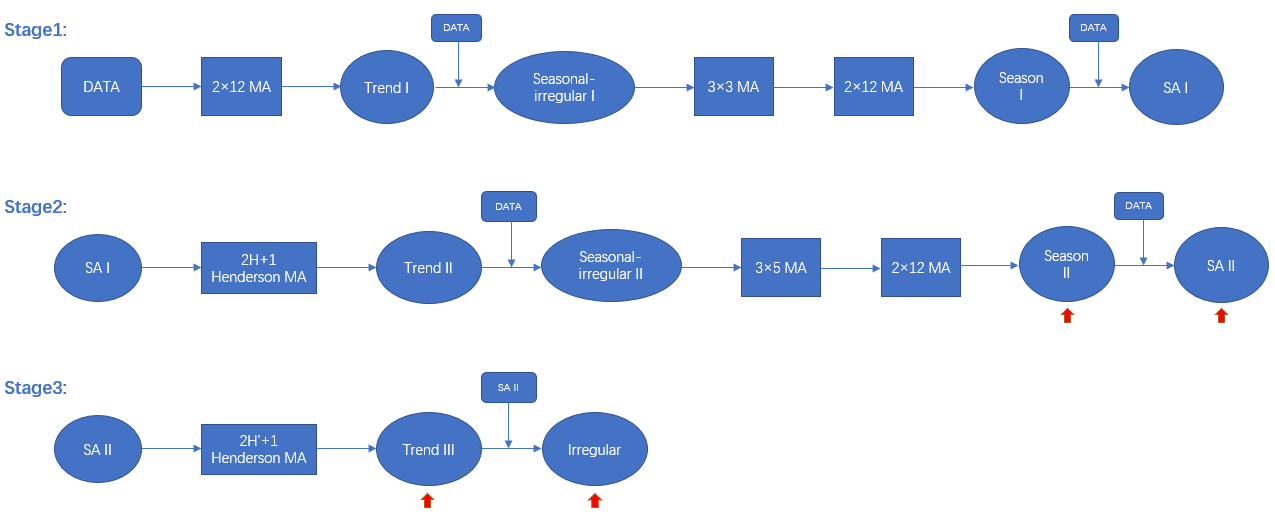 Stage1:
DATA
DATA
DATA
2×12 MA
Trend I
Seasonal-
irregular I
3×3 MA
2×12 MA
Season
I
SA I
Stage2:
DATA
DATA
SA I
2H+1
Henderson MA
Trend II
Seasonal-
irregular II
3×5 MA
2×12 MA
Season
II
SA II
Stage3:
SA II
SA II
2H'+1
Henderson MA
Trend III
Irregular